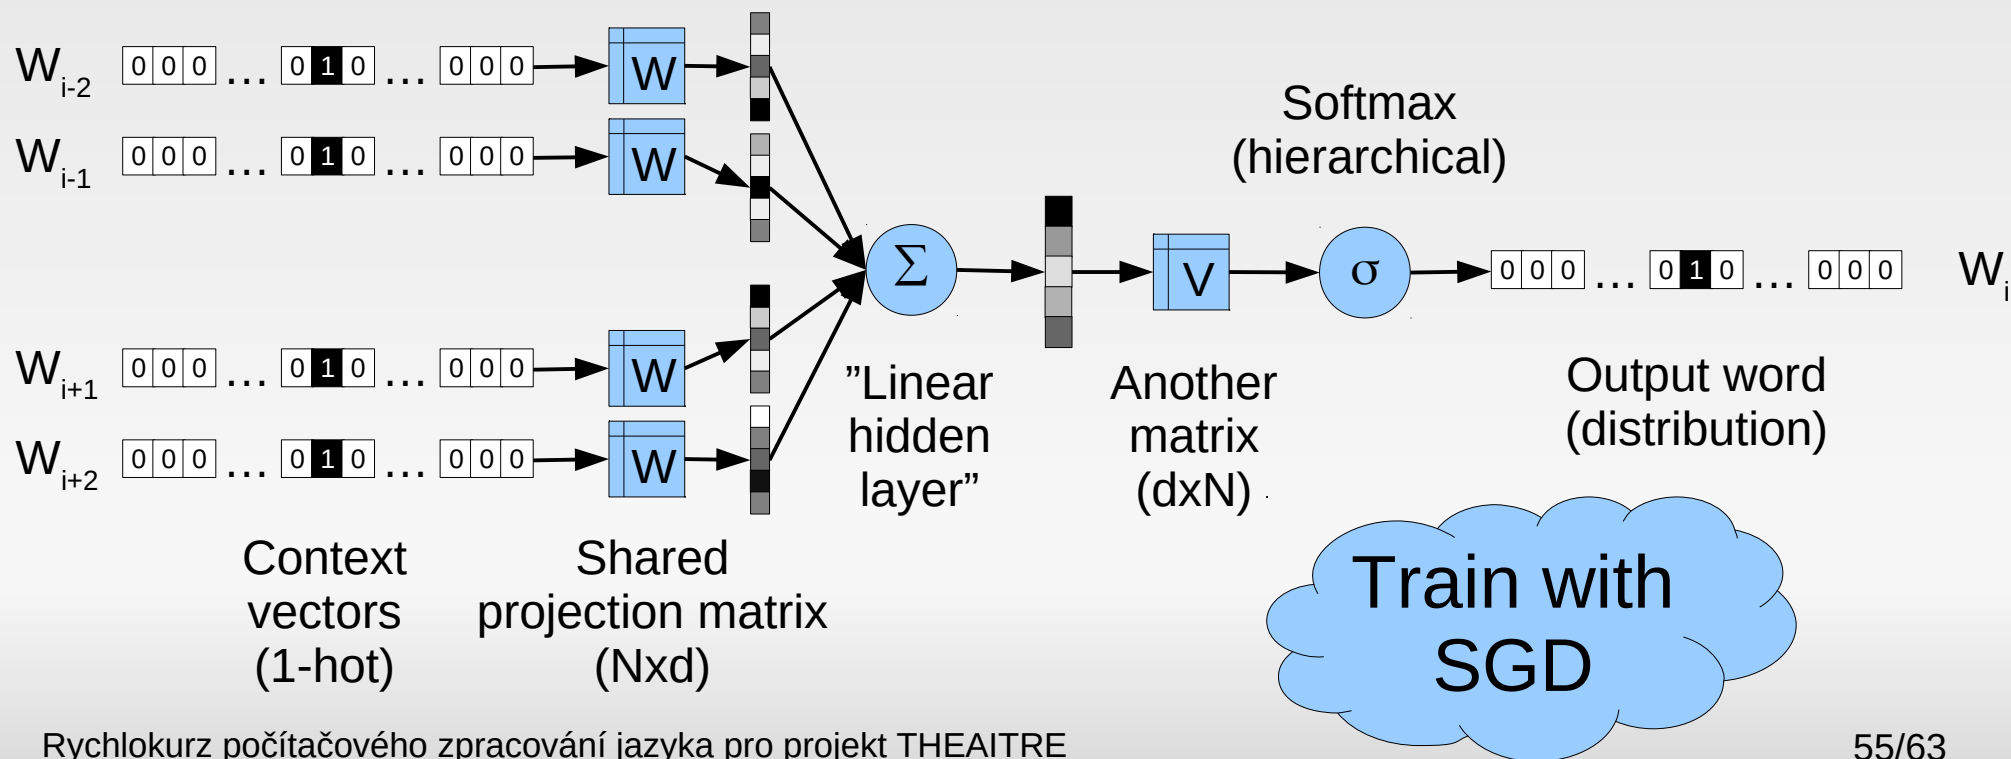 W i-2 0 0 0 ... 0 1 0 ... 0 0 0 W
W i-1 0 0 0 ... 0 1 0 ... 0 0 0 W
Softmax
(hierarchical)
Σ V σ 0 0 0 ... 0 1 0 ... 0 0 0 W i
W i+1 0 0 0 ... 0 1 0 ... 0 0 0 W
W i+2 0 0 0 ... 0 1 0 ... 0 0 0 W
”Linear
hidden
layer”
Another
matrix
(dxN)
Output word
(distribution)
Context
vectors
(1-hot)
Shared
projection matrix
(Nxd)
Train with
SGD
Rychlokurz počítačového zpracování jazyka pro projekt THEAITRE
55/63